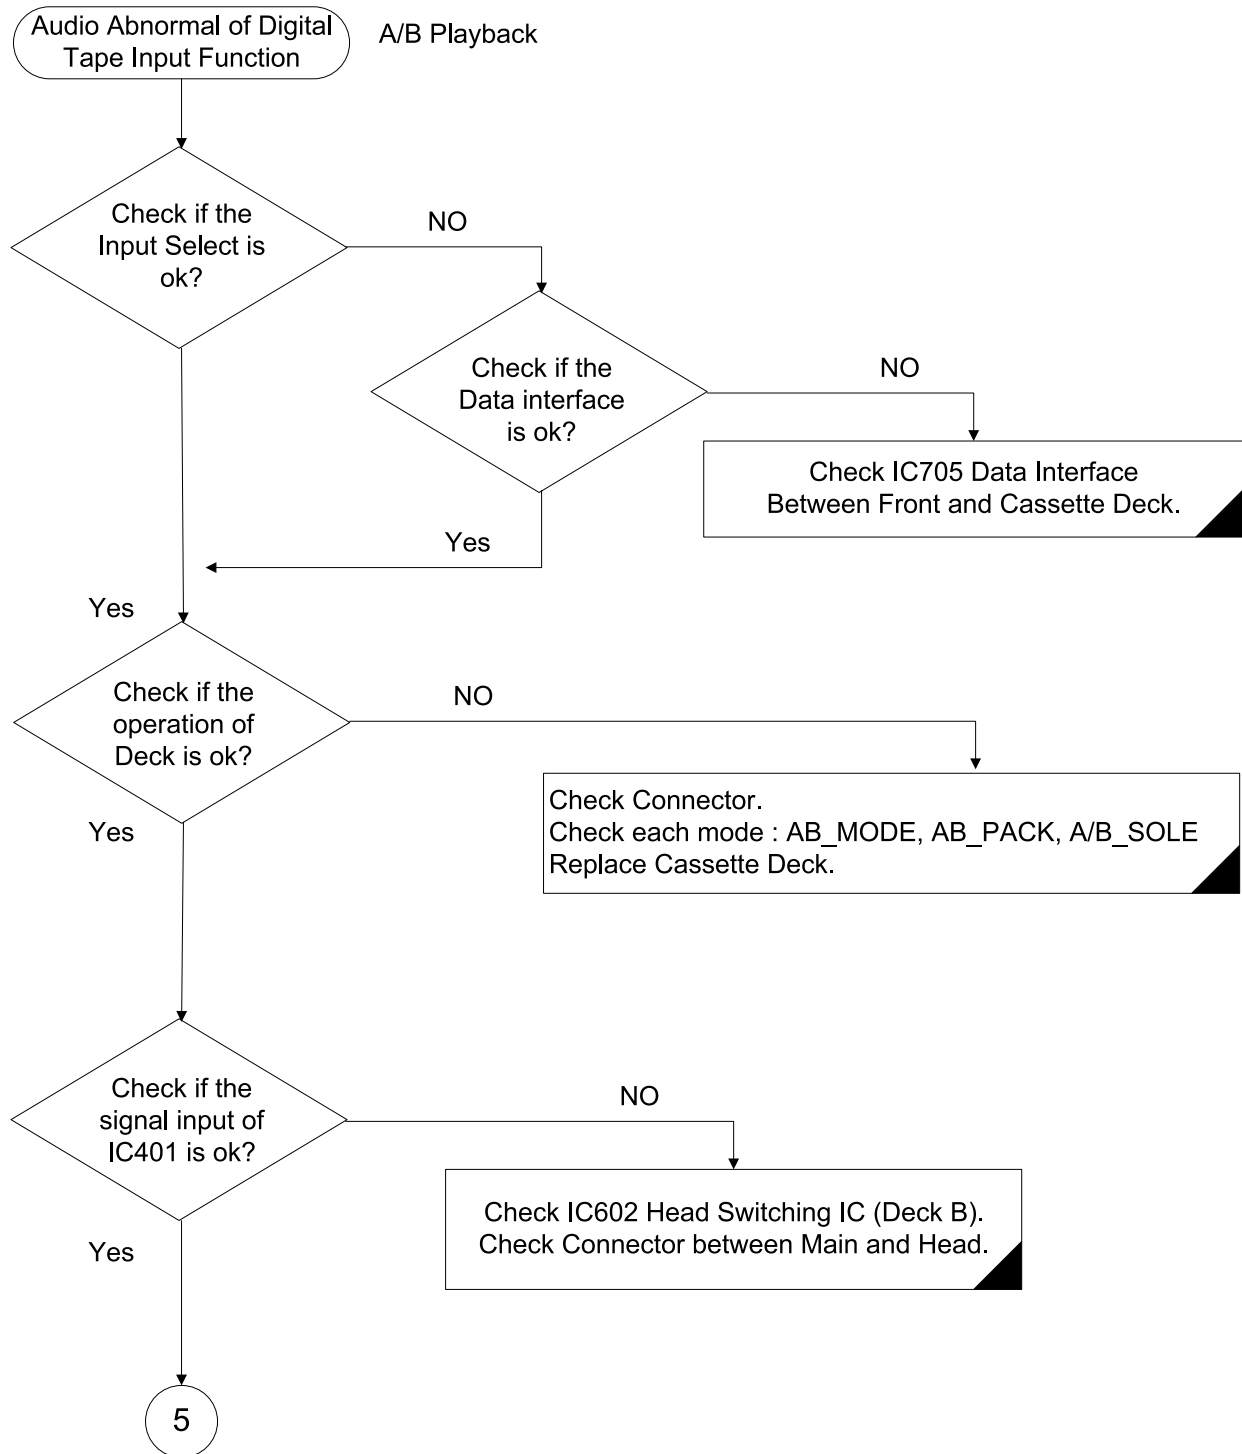 Audio Abnormal of Digital
Tape Input Function
A/B Playback
Check if the
Input Select is
ok?
NO
Check if the
Data interface
is ok?
NO
Check IC705 Data Interface
Between Front and Cassette Deck.
Yes
Yes
Check if the
operation of
Deck is ok?
NO
Check Connector.
Check each mode : AB_MODE, AB_PACK, A/B_SOLE
Replace Cassette Deck.
Yes
Check if the
signal input of
IC401 is ok?
NO
Check IC602 Head Switching IC (Deck B).
Check Connector between Main and Head.
Yes
5